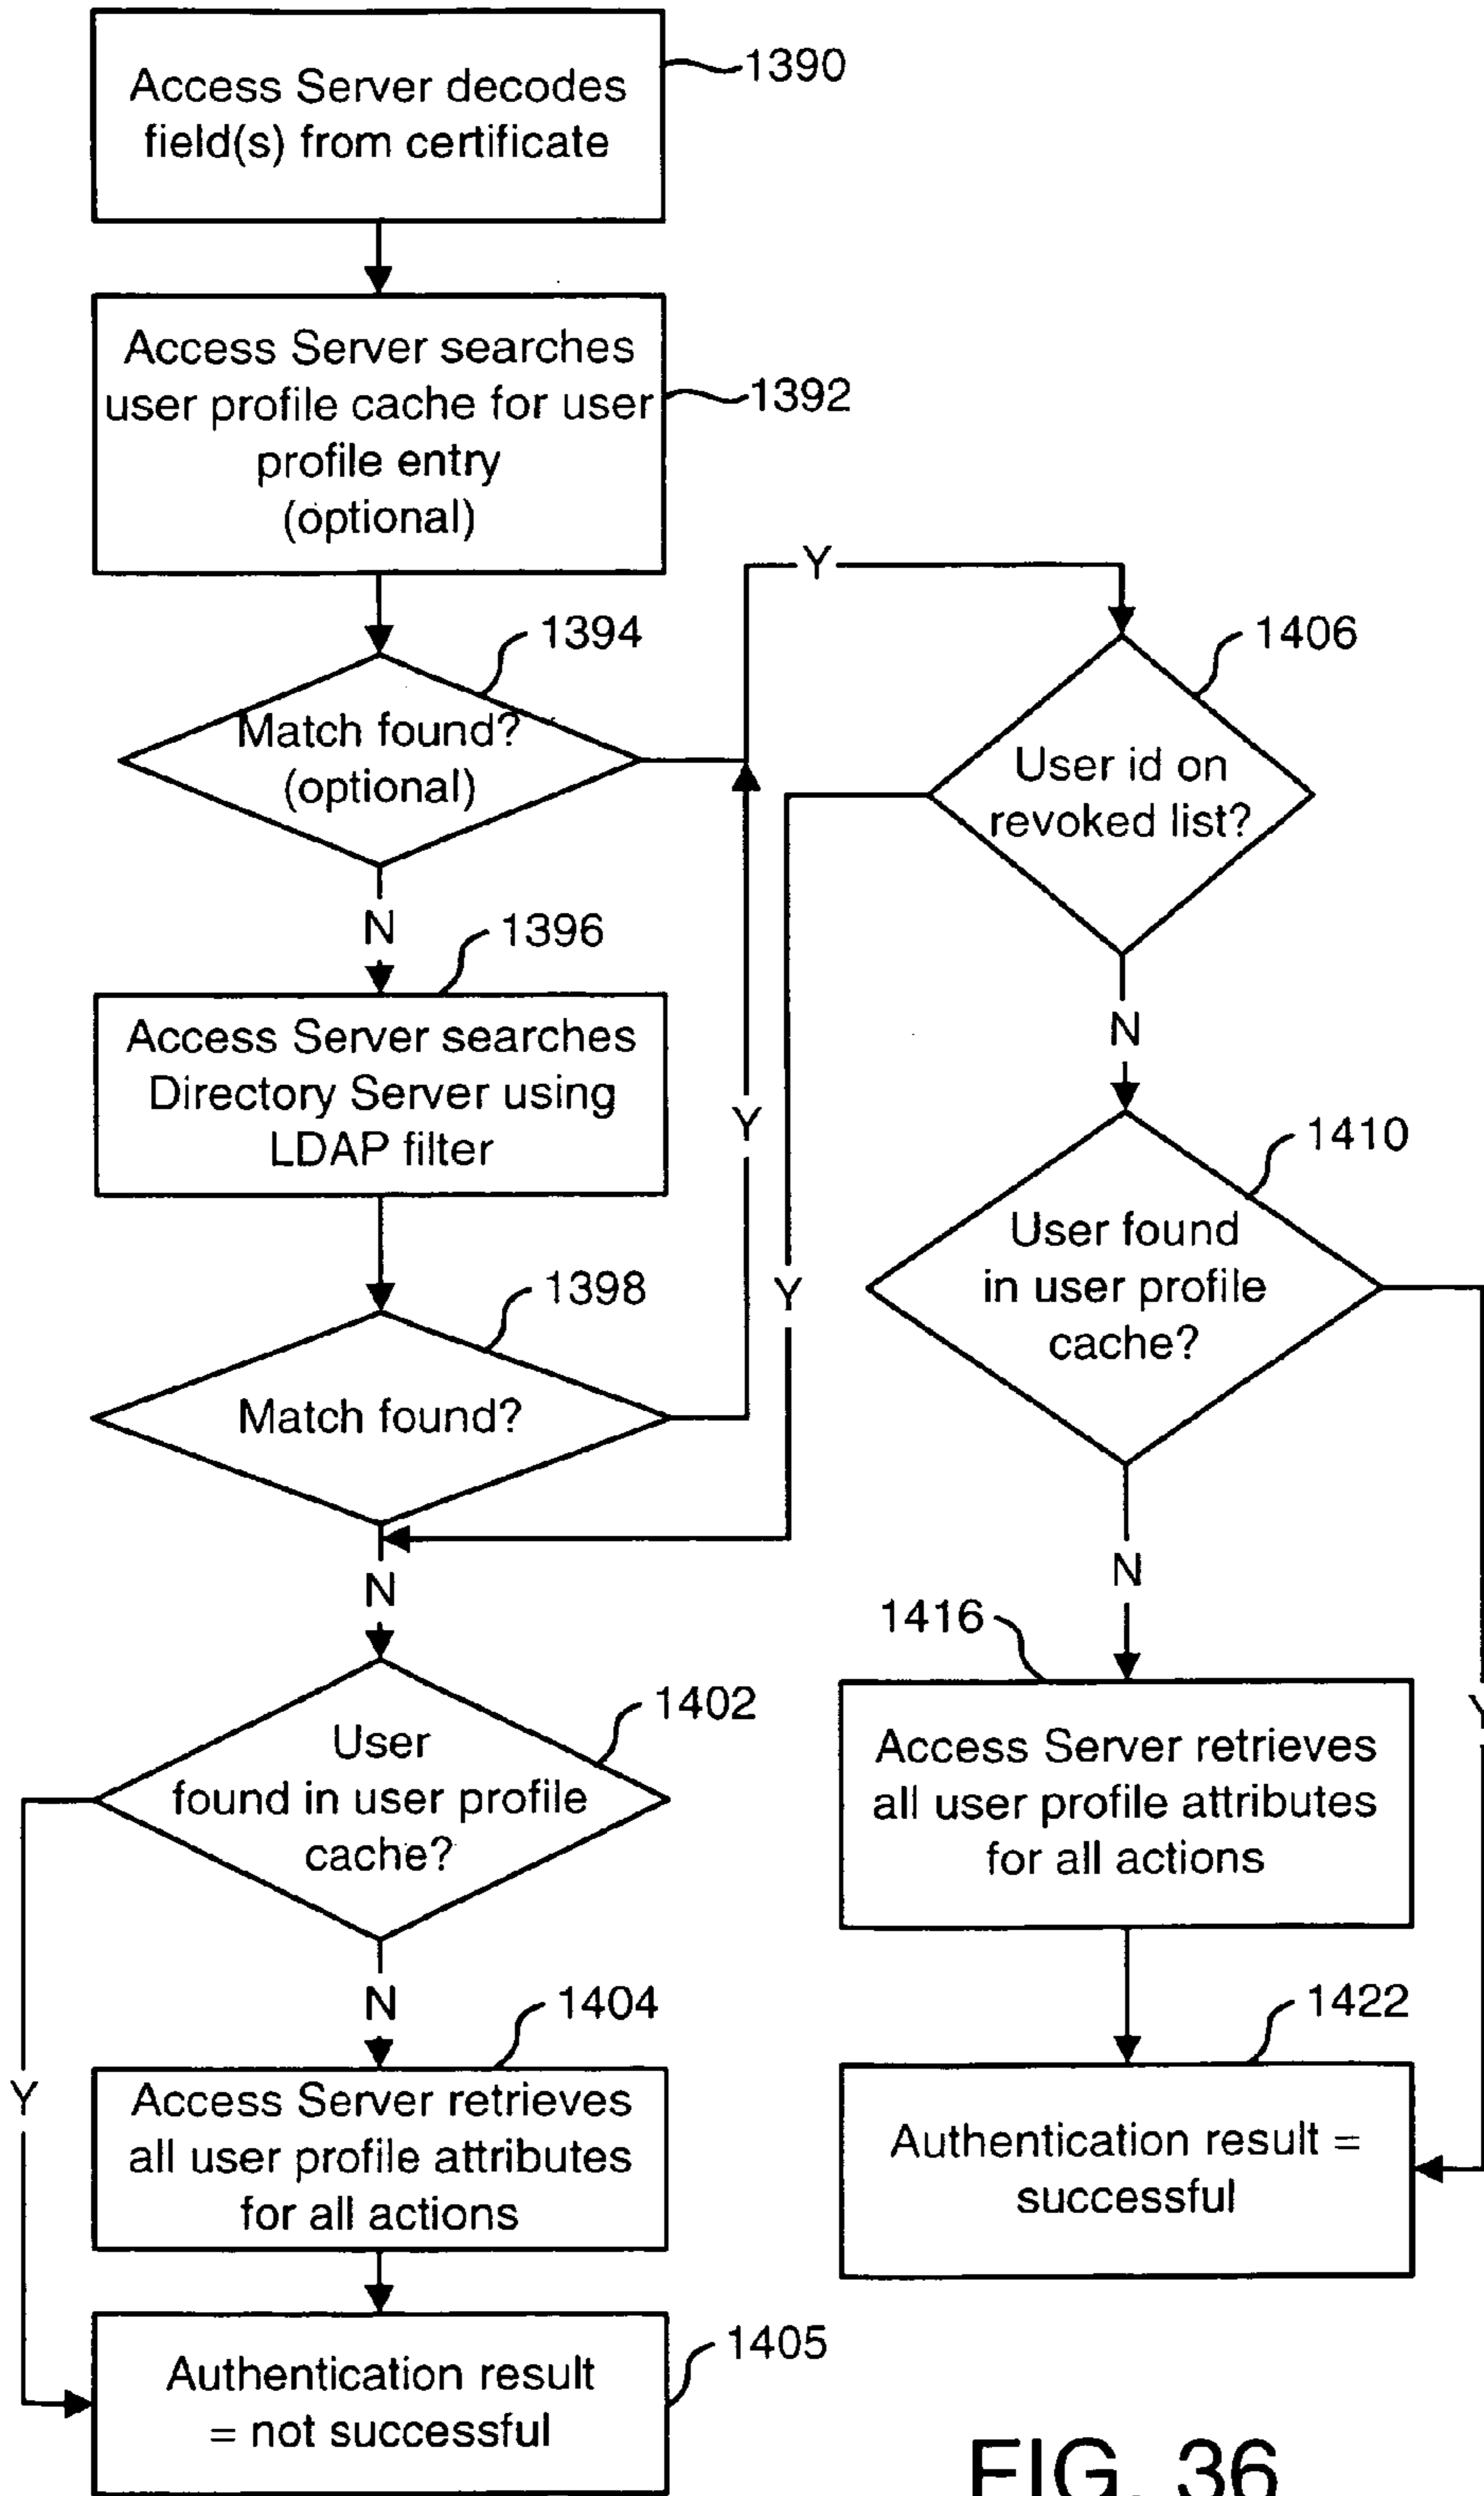 Access Server decodes
field(s) from certificate
1390
Access Server searches
user profile cache for user
profile entry
(optional)
1392
Match found?
(optional)
1394
Y
N
Access Server searches
Directory Server using
LDAP filter
1396
Match found?
1398
Y
N
User
found in user profile
cache?
1402
Y
N
Access Server retrieves
all user profile attributes
for all actions
1404
Authentication result
= not successful
1405
User id on
revoked list?
1406
Y
N
User found
in user profile
cache?
1410
Y
N
Access Server retrieves
all user profile attributes
for all actions
1416
Authentication result =
successful
1422
FIG. 36